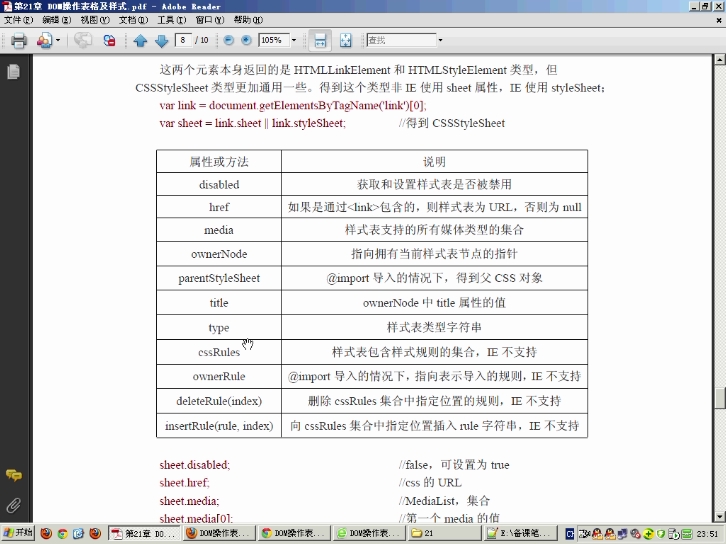 第21章 DOM操作表格及样式.pdf - Adobe Reader
文件(F) 编辑(E) 视图(V) 文档(D) 工具(T) 窗口(W) 帮助(H)
8 / 10 105% 查找
这两个元素本身返回的是 HTMLLinkElement 和 HTMLStyleElement 类型，但
CSSStyleSheet 类型更加通用一些。得到这个类型非 IE 使用 sheet 属性，IE 使用 styleSheet；
var link = document.getElementsByTagName('link')[0];
var sheet = link.sheet || link.styleSheet; //得到 CSSStyleSheet
属性或方法 说明
disabled 获取和设置样式表是否被禁用
href 如果是通过<link>包含的，则样式表为 URL，否则为 null
media 样式表支持的所有媒体类型的集合
ownerNode 指向拥有当前样式表节点的指针
parentStyleSheet @import 导入的情况下，得到父 CSS 对象
title ownerNode 中 title 属性的值
type 样式表类型字符串
cssRules 样式表包含样式规则的集合，IE 不支持
ownerRule @import 导入的情况下，指向表示导入的规则，IE 不支持
deleteRule(index) 删除 cssRules 集合中指定位置的规则，IE 不支持
insertRule(rule, index) 向 cssRules 集合中指定位置插入 rule 字符串，IE 不支持
sheet.disabled; //false，可设置为 true
sheet.href; //css 的 URL
sheet.media; //MediaList，集合
sheet.media[0]; //第一个 media 的值
开始 第21章 DO... DOM操作表... DOM操作表... DOM操作表... 21 E:\备课笔... 23:51